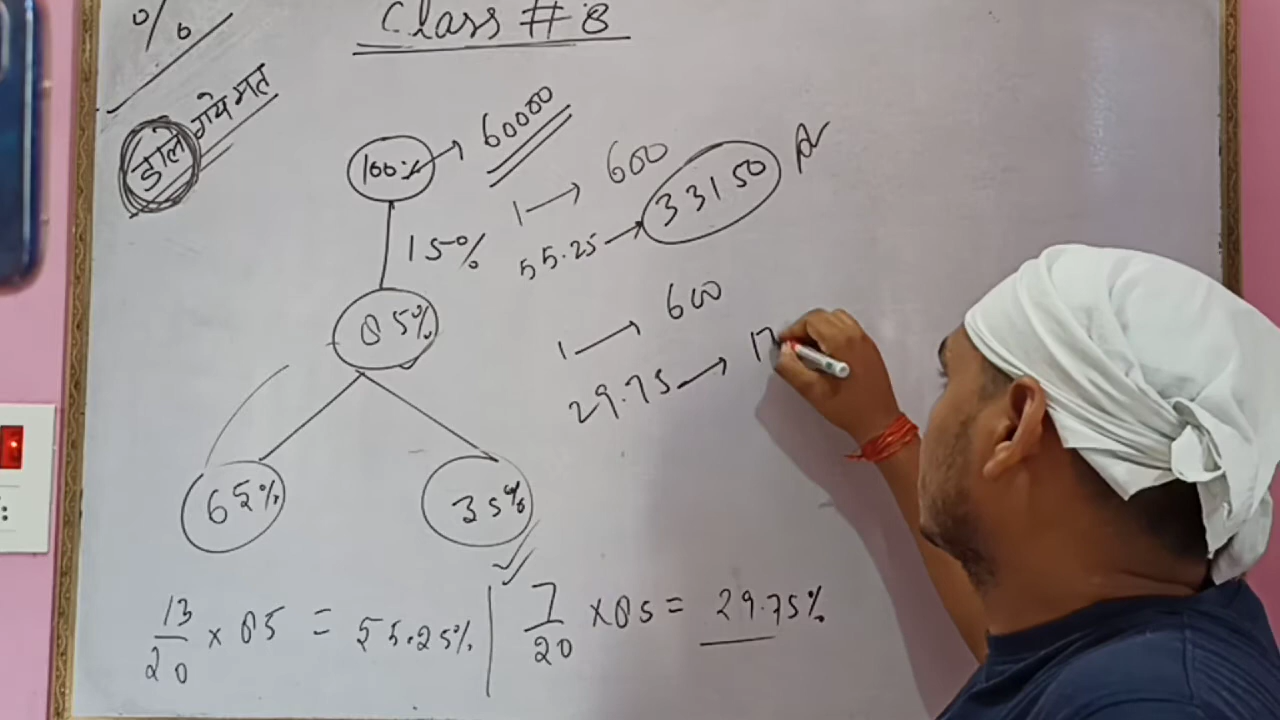 %
Class #8
डाले गये मत
100% → 60000
15%
1 → 600
55.25 → 33150
85%
1 → 600
29.75 → 17
65%
35%
13/20 × 85 = 55.25%
7/20 × 85 = 29.75%